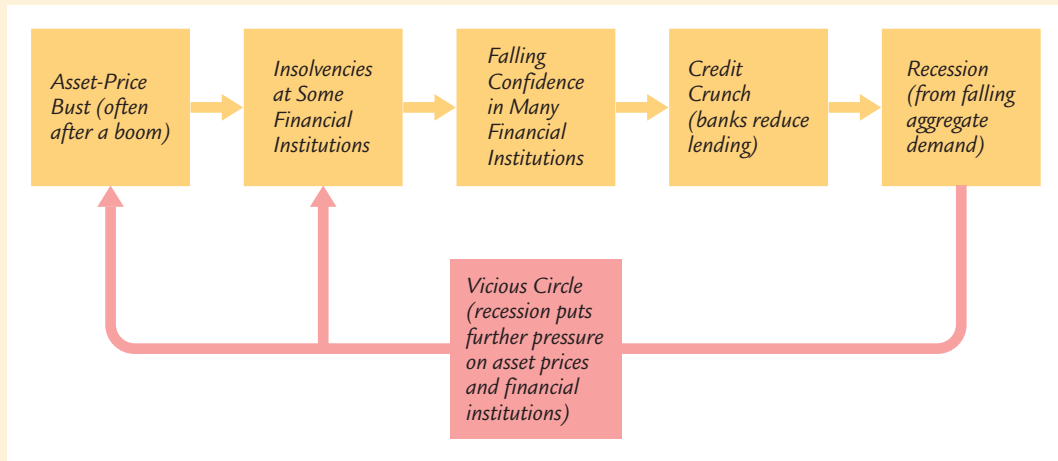 Asset-Price
Bust (often
after a boom)
Insolvencies
at Some
Financial
Institutions
Falling
Confidence
in Many
Financial
Institutions
Credit
Crunch
(banks reduce
lending)
Recession
(from falling
aggregate
demand)
Vicious Circle
(recession puts
further pressure
on asset prices
and financial
institutions)